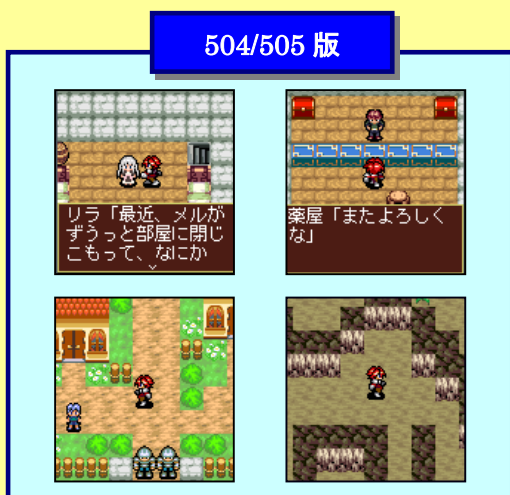 504/505 版
リラ「最近、メルが
ずうっと部屋に閉じ
こもって、なにか
薬屋「またよろしく
な」